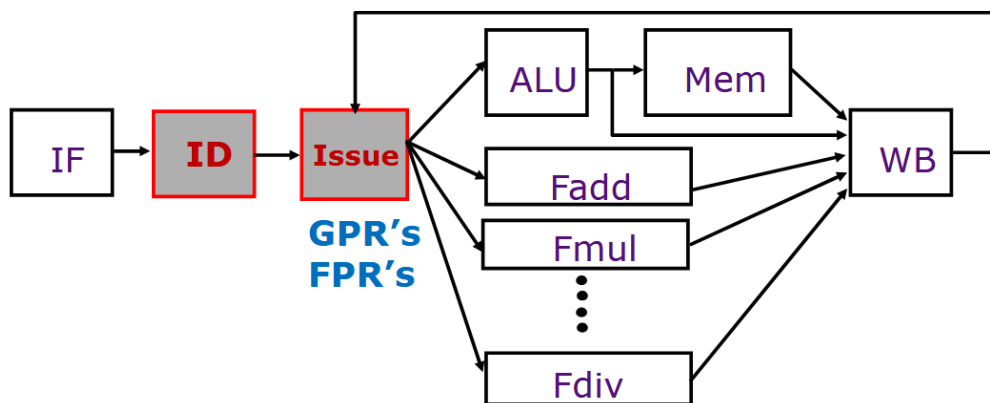 IF
ID
Issue
GPR's
FPR's
ALU
Mem
Fadd
Fmul
Fdiv
WB